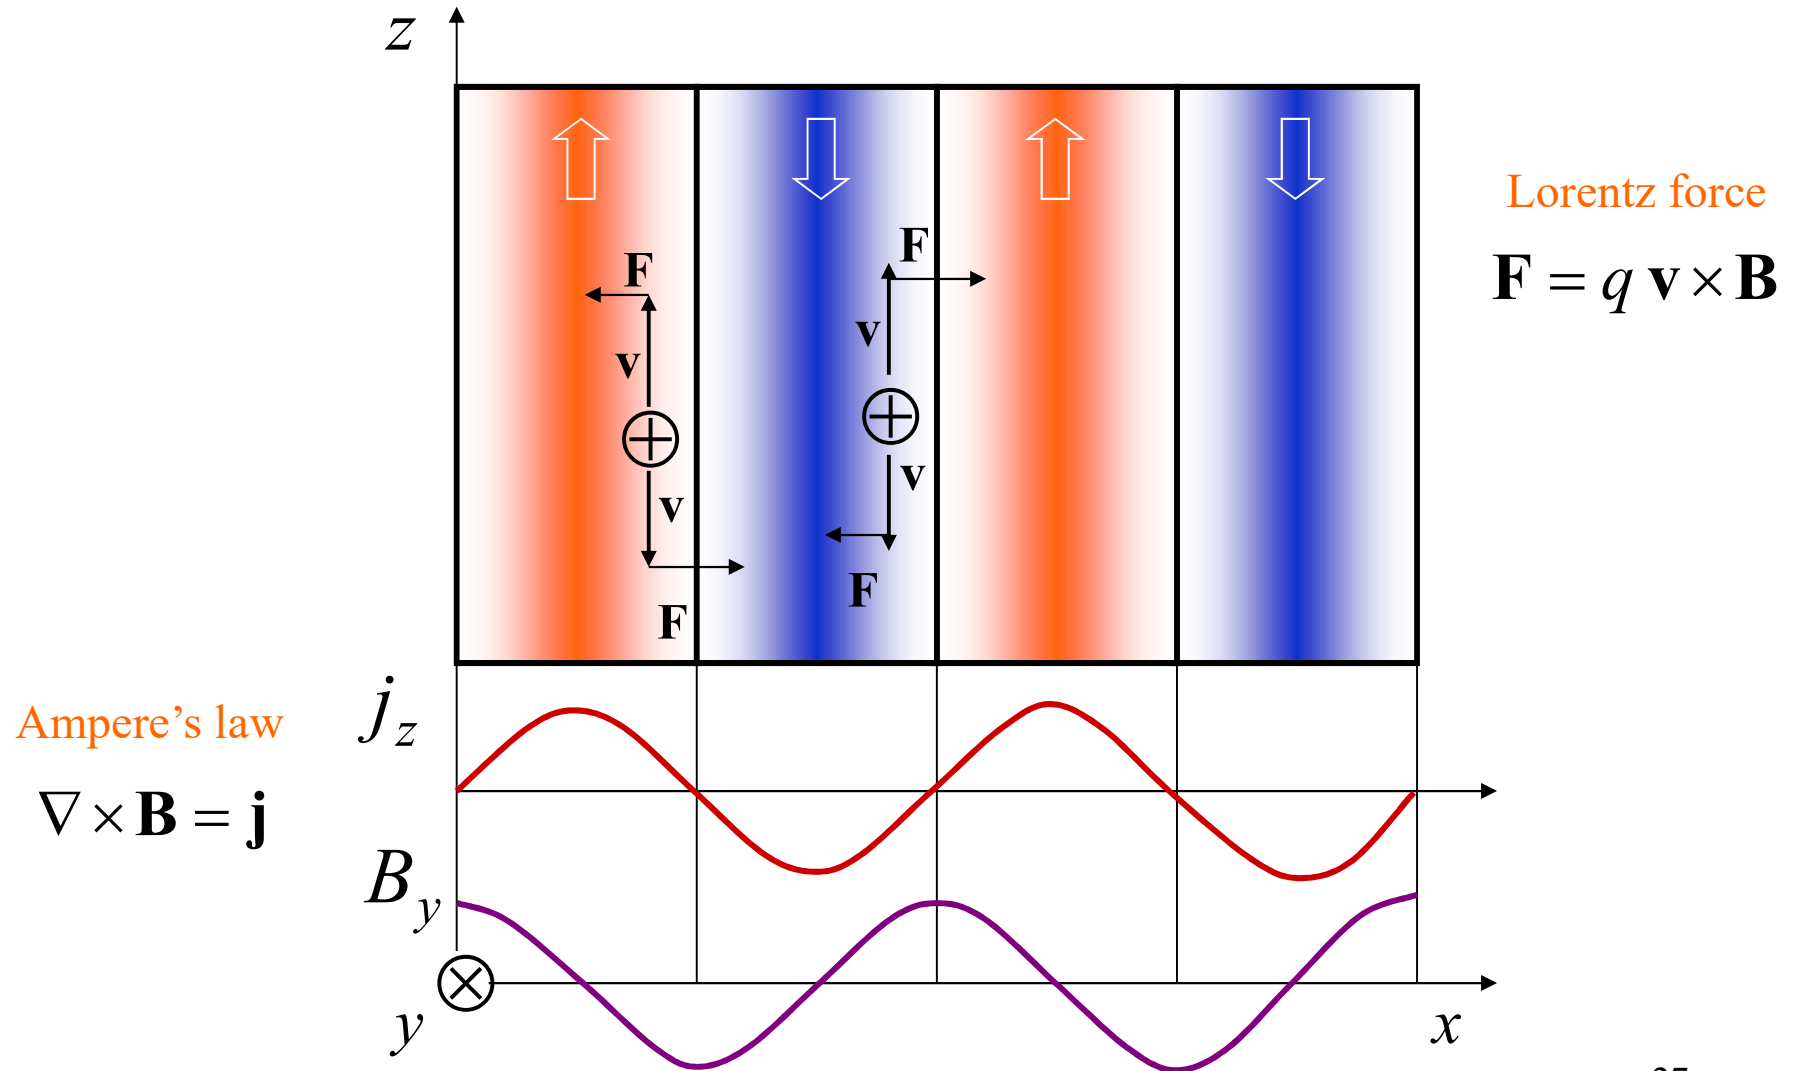 z
F
F
v
v
v
v
F
F
Lorentz force
F = q v × B
j_z
Ampere’s law
∇ × B = j
B_y
y
x